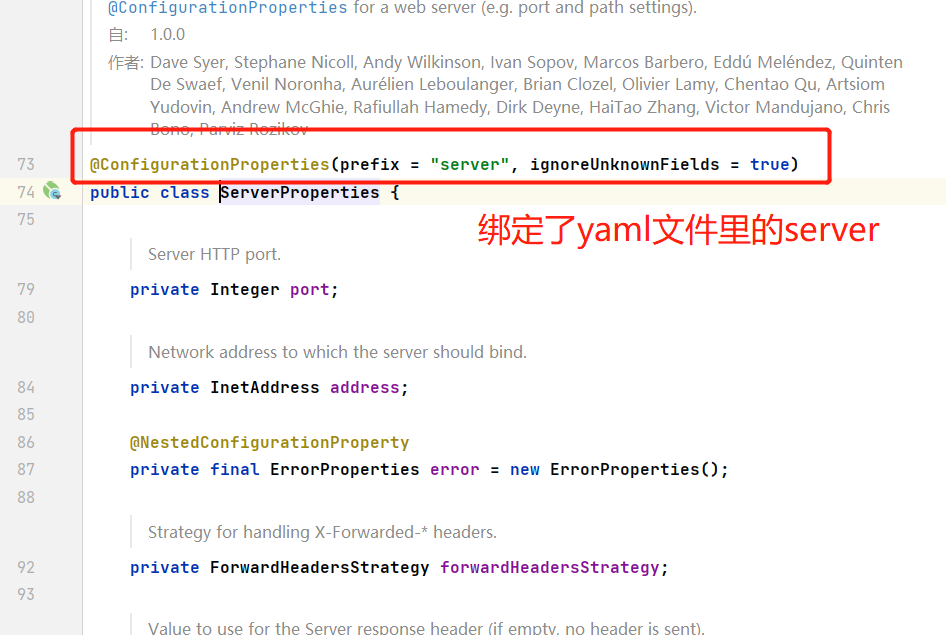 @ConfigurationProperties for a web server (e.g. port and path settings).
自: 1.0.0
作者: Dave Syer, Stephane Nicoll, Andy Wilkinson, Ivan Sopov, Marcos Barbero, Eddú Meléndez, Quinten
De Swaef, Venil Noronha, Aurélien Leboulanger, Brian Clozel, Olivier Lamy, Chentao Qu, Artsiom
Yudovin, Andrew McGhie, Rafiullah Hamedy, Dirk Deyne, HaiTao Zhang, Victor Mandujano, Chris
Bono, Parviz Rozikov
73 @ConfigurationProperties(prefix = "server", ignoreUnknownFields = true)
74 public class ServerProperties {
75
绑定了yaml文件里的server
Server HTTP port.
79 private Integer port;
80
Network address to which the server should bind.
84 private InetAddress address;
85
86 @NestedConfigurationProperty
87 private final ErrorProperties error = new ErrorProperties();
88
Strategy for handling X-Forwarded-* headers.
92 private ForwardHeadersStrategy forwardHeadersStrategy;
93
Value to use for the Server response header (if empty, no header is sent).